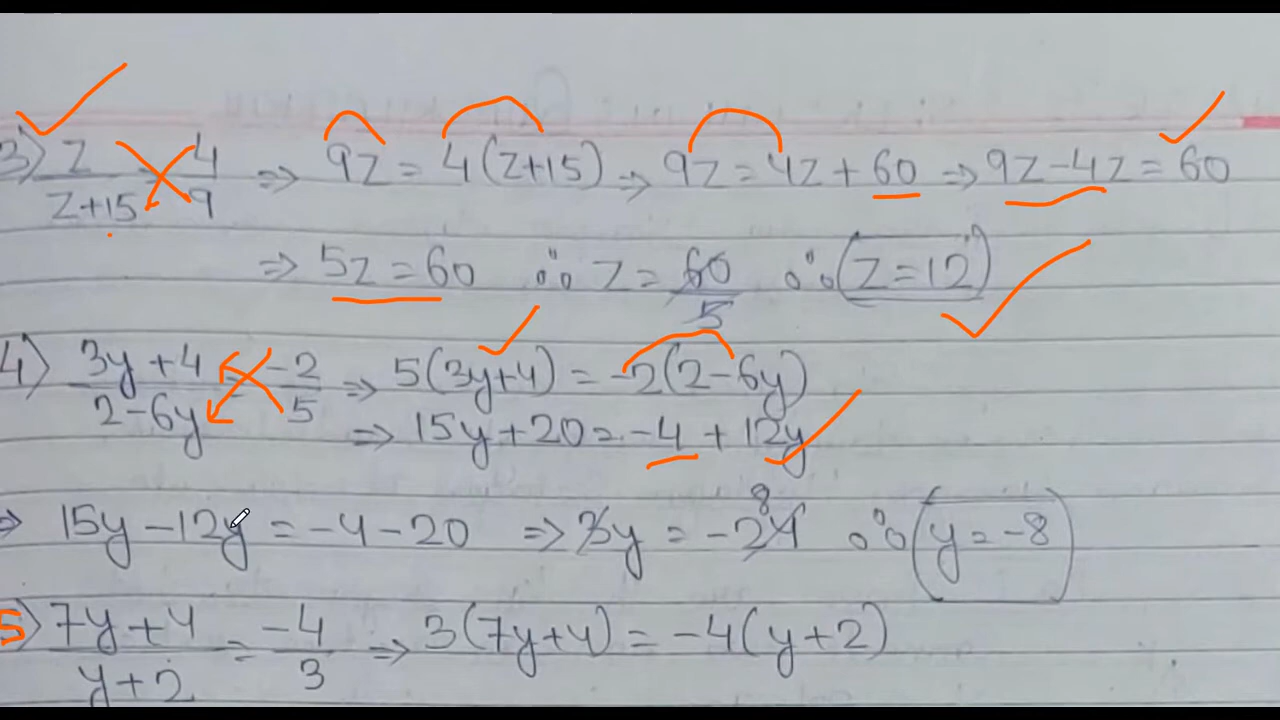 3) z/(z+15) = 4/9 ⇒ 9z = 4(z+15) ⇒ 9z = 4z + 60 ⇒ 9z - 4z = 60
⇒ 5z = 60 ∴ z = 60/5 ∴ z = 12
4) (3y + 4)/(2 - 6y) = -2/5 ⇒ 5(3y+4) = -2(2-6y)
⇒ 15y + 20 = -4 + 12y
⇒ 15y - 12y = -4 - 20 ⇒ 3y = -24 8 ∴ y = -8
5) (7y + 4)/(y + 2) = -4/3 ⇒ 3(7y+4) = -4(y+2)